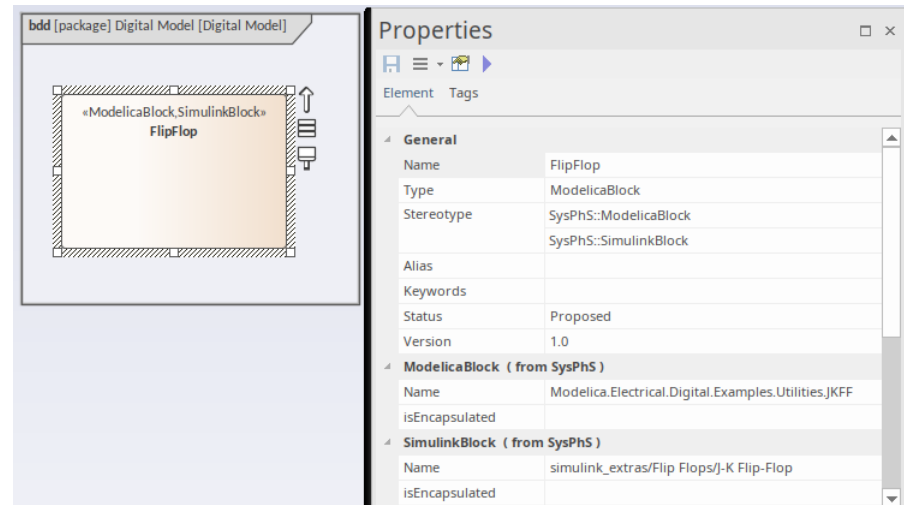 bdd [package] Digital Model [Digital Model]
«ModelicaBlock,SimulinkBlock»
FlipFlop
Properties
Element Tags
General
Name FlipFlop
Type ModelicaBlock
Stereotype SysPhS::ModelicaBlock
SysPhS::SimulinkBlock
Alias
Keywords
Status Proposed
Version 1.0
ModelicaBlock ( from SysPhS )
Name Modelica.Electrical.Digital.Examples.Utilities.JKFF
isEncapsulated
SimulinkBlock ( from SysPhS )
Name simulink_extras/Flip Flops/J-K Flip-Flop
isEncapsulated